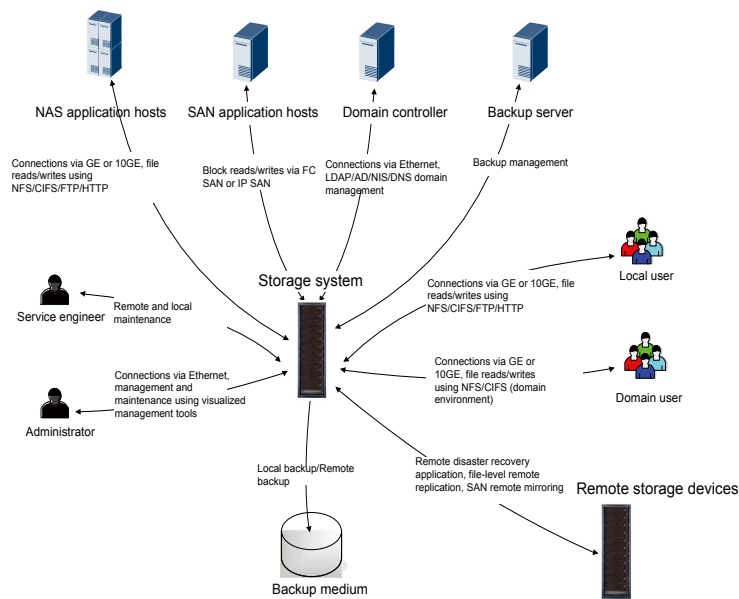 NAS application hosts
SAN application hosts
Domain controller
Backup server
Connections via GE or 10GE, file
reads/writes using
NFS/CIFS/FTP/HTTP
Block reads/writes via FC
SAN or IP SAN
Connections via Ethernet,
LDAP/AD/NIS/DNS domain
management
Backup management
Storage system
Local user
Connections via GE or 10GE, file
reads/writes using
NFS/CIFS/FTP/HTTP
Service engineer
Remote and local
maintenance
Connections via GE or
10GE, file reads/writes
using NFS/CIFS (domain
environment)
Domain user
Connections via Ethernet,
management and
maintenance using visualized
management tools
Administrator
Local backup/Remote
backup
Remote disaster recovery
application, file-level remote
replication, SAN remote mirroring
Remote storage devices
Backup medium